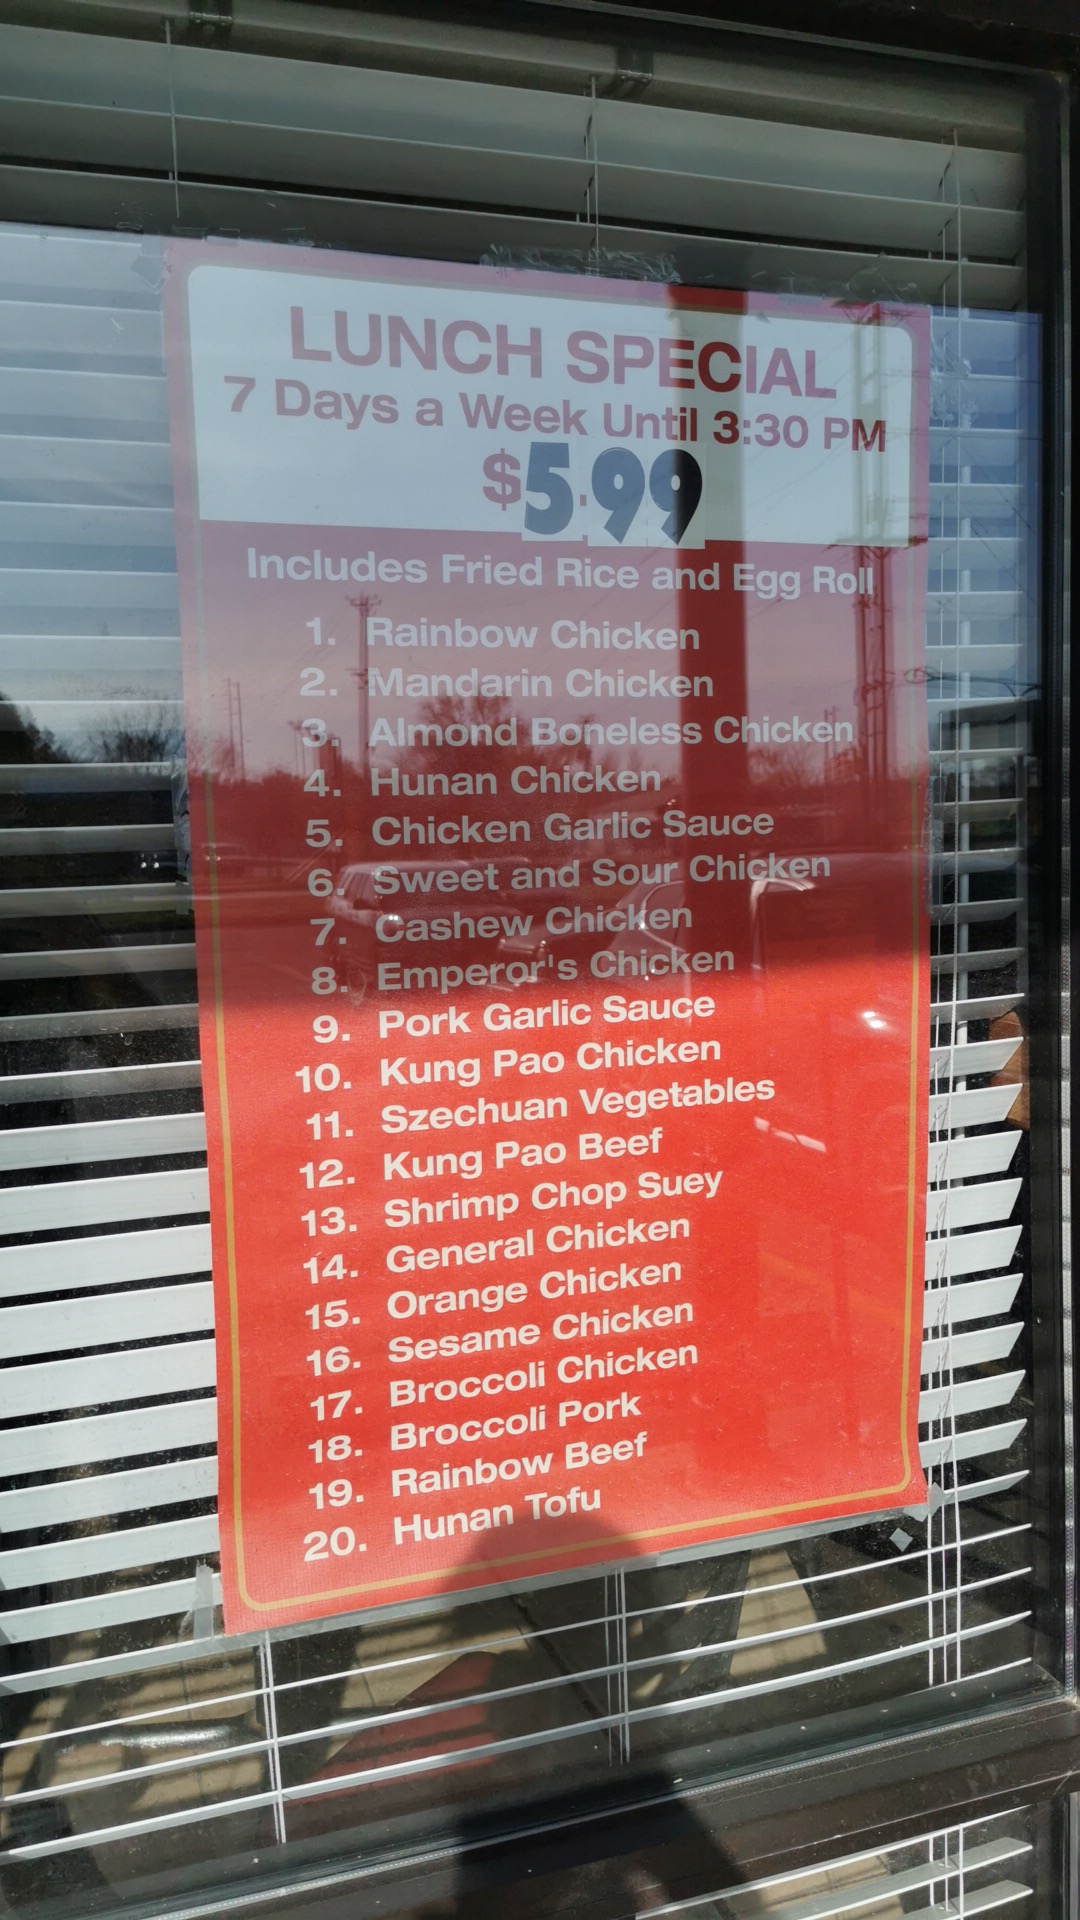 LUNCH SPECIAL
7 Days a Week Until 3:30 PM
$5.99
Includes Fried Rice and Egg Roll
1. Rainbow Chicken
2. Mandarin Chicken
3. Almond Boneless Chicken
4. Hunan Chicken
5. Chicken Garlic Sauce
6. Sweet and Sour Chicken
7. Cashew Chicken
8. Emperor's Chicken
9. Pork Garlic Sauce
10. Kung Pao Chicken
11. Szechuan Vegetables
12. Kung Pao Beef
13. Shrimp Chop Suey
14. General Chicken
15. Orange Chicken
16. Sesame Chicken
17. Broccoli Chicken
18. Broccoli Pork
19. Rainbow Beef
20. Hunan Tofu